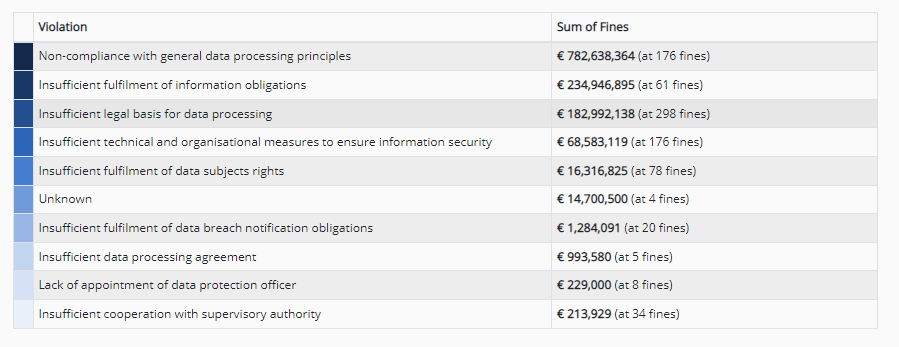 Violation Sum of Fines
Non-compliance with general data processing principles € 782,638,364 (at 176 fines)
Insufficient fulfilment of information obligations € 234,946,895 (at 61 fines)
Insufficient legal basis for data processing € 182,992,138 (at 298 fines)
Insufficient technical and organisational measures to ensure information security € 68,583,119 (at 176 fines)
Insufficient fulfilment of data subjects rights € 16,316,825 (at 78 fines)
Unknown € 14,700,500 (at 4 fines)
Insufficient fulfilment of data breach notification obligations € 1,284,091 (at 20 fines)
Insufficient data processing agreement € 993,580 (at 5 fines)
Lack of appointment of data protection officer € 229,000 (at 8 fines)
Insufficient cooperation with supervisory authority € 213,929 (at 34 fines)